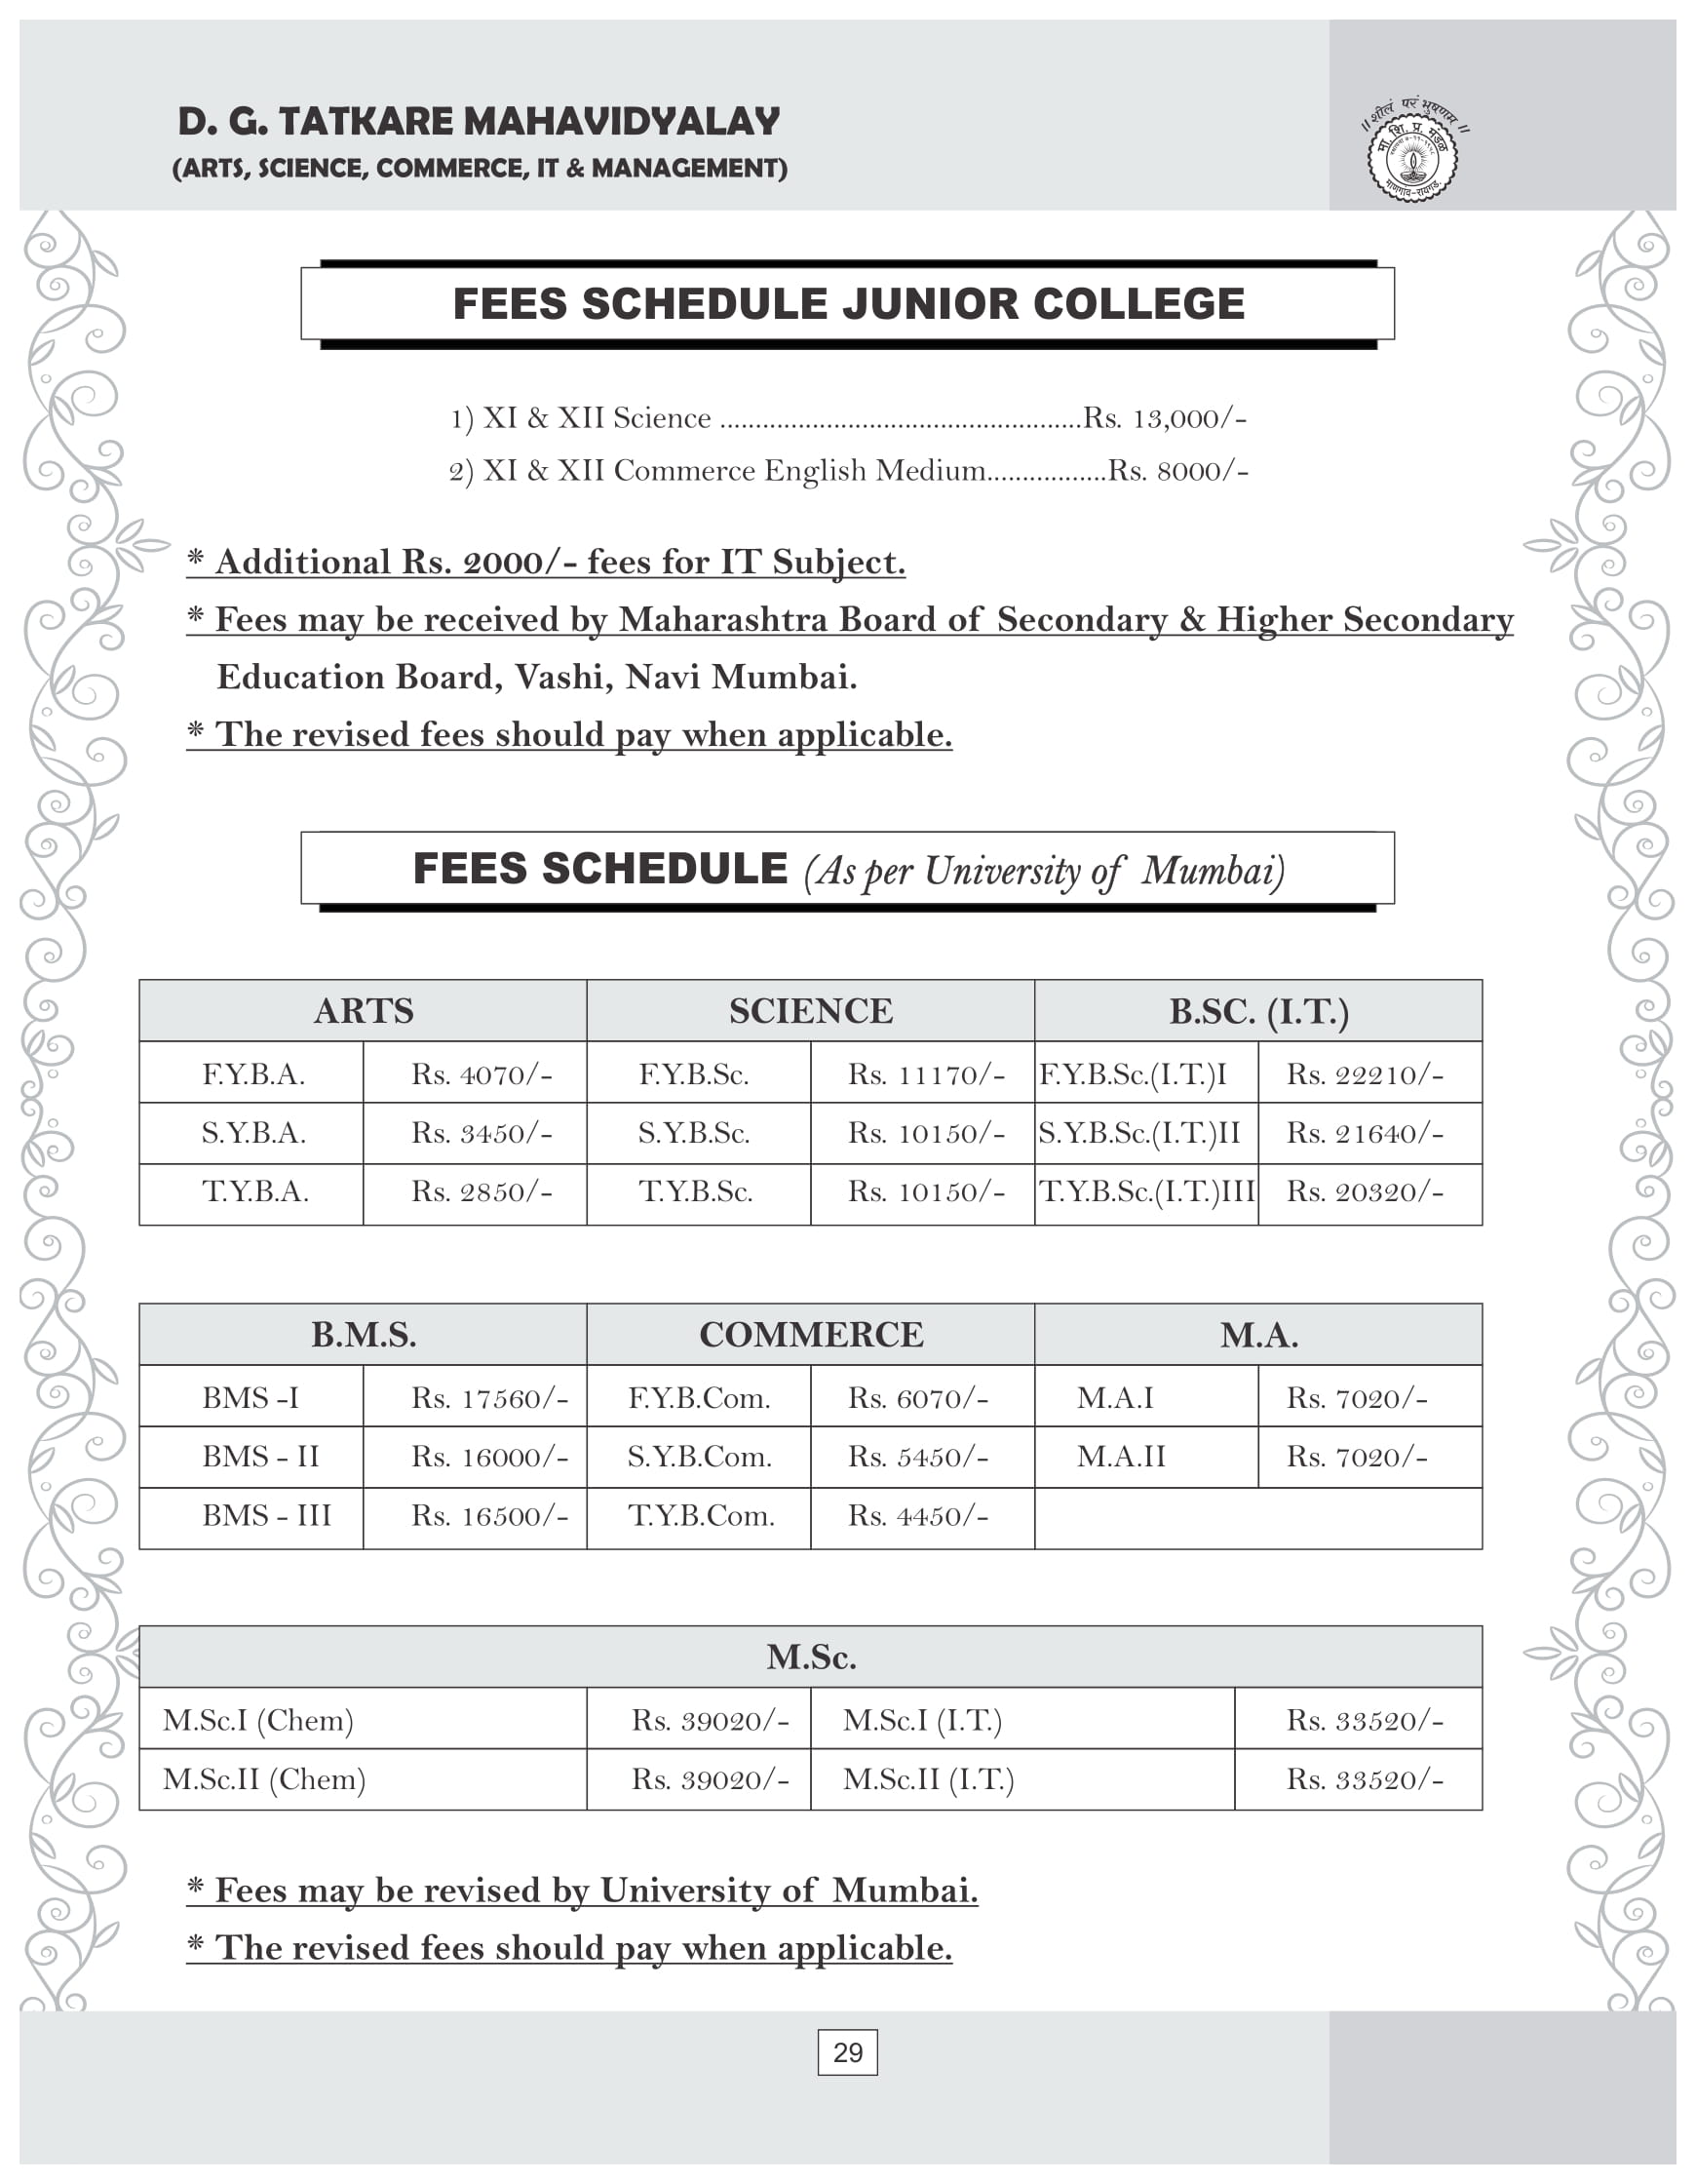 D. G. TATKARE MAHAVIDYALAY
(ARTS, SCIENCE, COMMERCE, IT & MANAGEMENT)
॥ शीलं परं भुषणम ॥
मा. शि. प्र. मंडळ
माणगाव-रायगड.
FEES SCHEDULE JUNIOR COLLEGE
1) XI & XII Science ...................................................Rs. 13,000/-
2) XI & XII Commerce English Medium.................Rs. 8000/-
* Additional Rs. 2000/- fees for IT Subject.
* Fees may be received by Maharashtra Board of Secondary & Higher Secondary
Education Board, Vashi, Navi Mumbai.
* The revised fees should pay when applicable.
FEES SCHEDULE (As per University of Mumbai)
ARTS SCIENCE B.SC. (I.T.)
F.Y.B.A. Rs. 4070/- F.Y.B.Sc. Rs. 11170/- F.Y.B.Sc.(I.T.)I Rs. 22210/-
S.Y.B.A. Rs. 3450/- S.Y.B.Sc. Rs. 10150/- S.Y.B.Sc.(I.T.)II Rs. 21640/-
T.Y.B.A. Rs. 2850/- T.Y.B.Sc. Rs. 10150/- T.Y.B.Sc.(I.T.)III Rs. 20320/-
B.M.S. COMMERCE M.A.
BMS -I Rs. 17560/- F.Y.B.Com. Rs. 6070/- M.A.I Rs. 7020/-
BMS - II Rs. 16000/- S.Y.B.Com. Rs. 5450/- M.A.II Rs. 7020/-
BMS - III Rs. 16500/- T.Y.B.Com. Rs. 4450/-
M.Sc.
M.Sc.I (Chem) Rs. 39020/- M.Sc.I (I.T.) Rs. 33520/-
M.Sc.II (Chem) Rs. 39020/- M.Sc.II (I.T.) Rs. 33520/-
* Fees may be revised by University of Mumbai.
* The revised fees should pay when applicable.
29